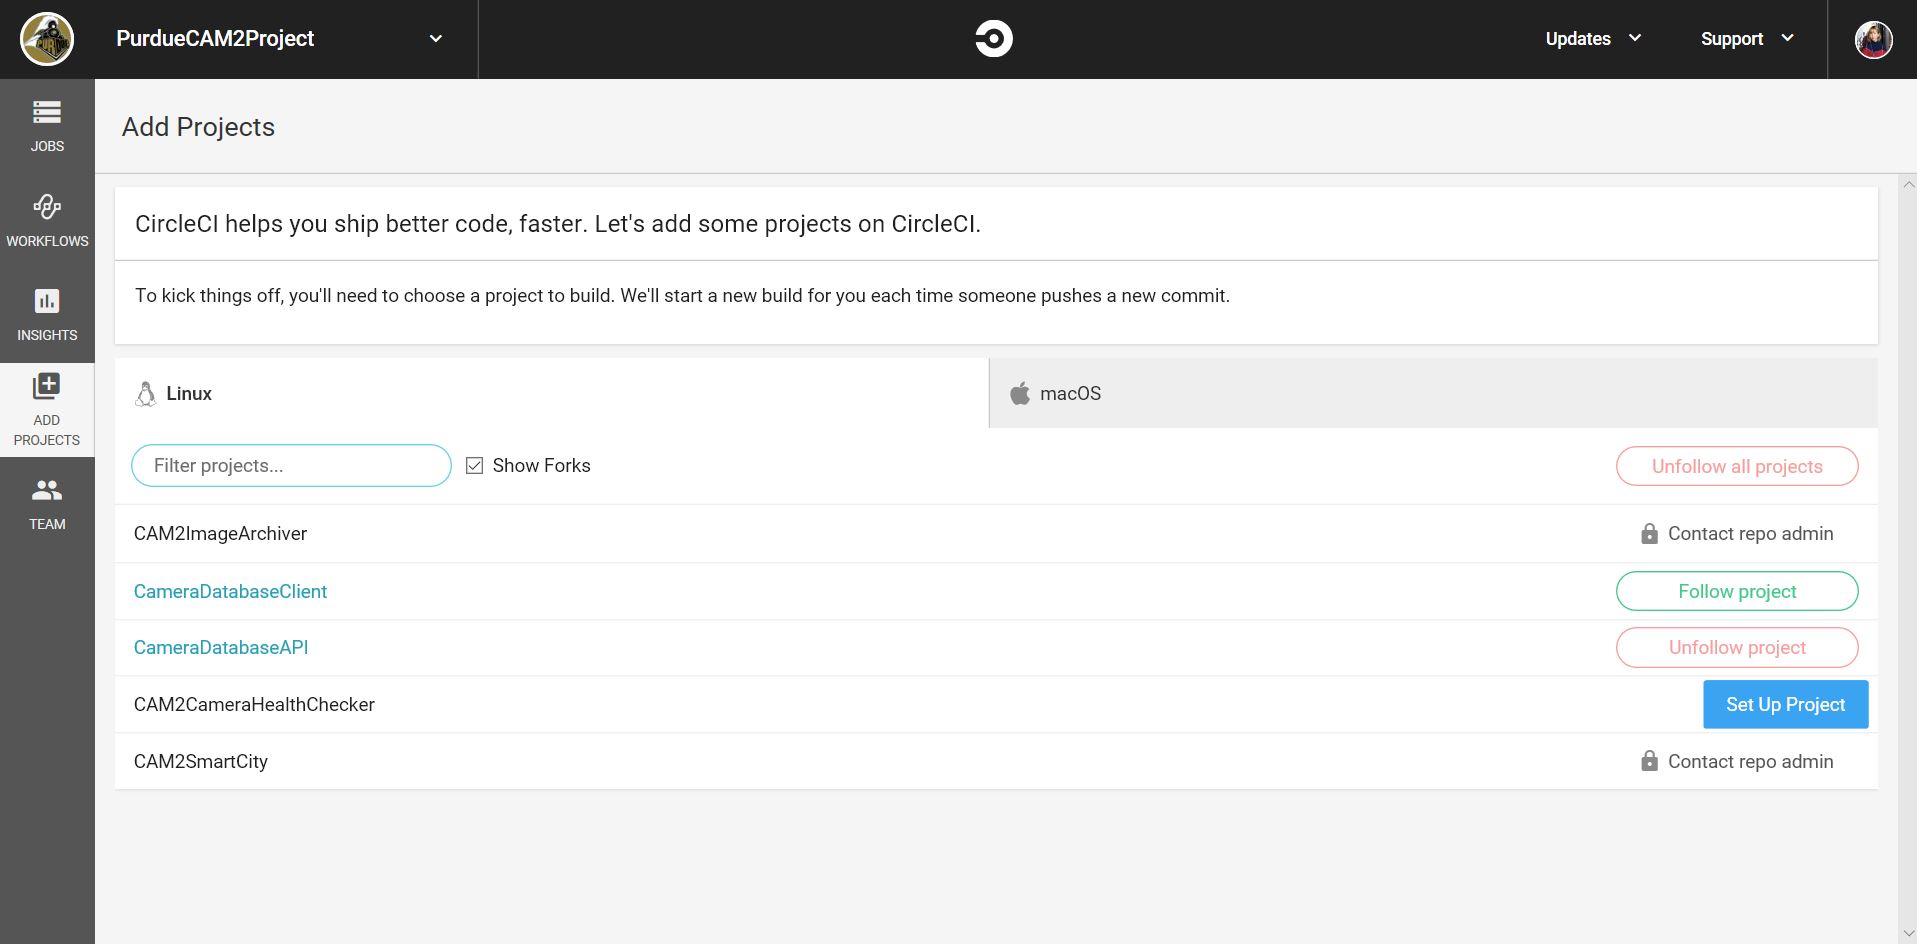 PurdueCAM2Project
Updates
Support
JOBS
WORKFLOWS
INSIGHTS
ADD
PROJECTS
TEAM
Add Projects
CircleCI helps you ship better code, faster. Let's add some projects on CircleCI.
To kick things off, you'll need to choose a project to build. We'll start a new build for you each time someone pushes a new commit.
Linux
macOS
Filter projects...
Show Forks
Unfollow all projects
CAM2ImageArchiver
Contact repo admin
CameraDatabaseClient
Follow project
CameraDatabaseAPI
Unfollow project
CAM2CameraHealthChecker
Set Up Project
CAM2SmartCity
Contact repo admin